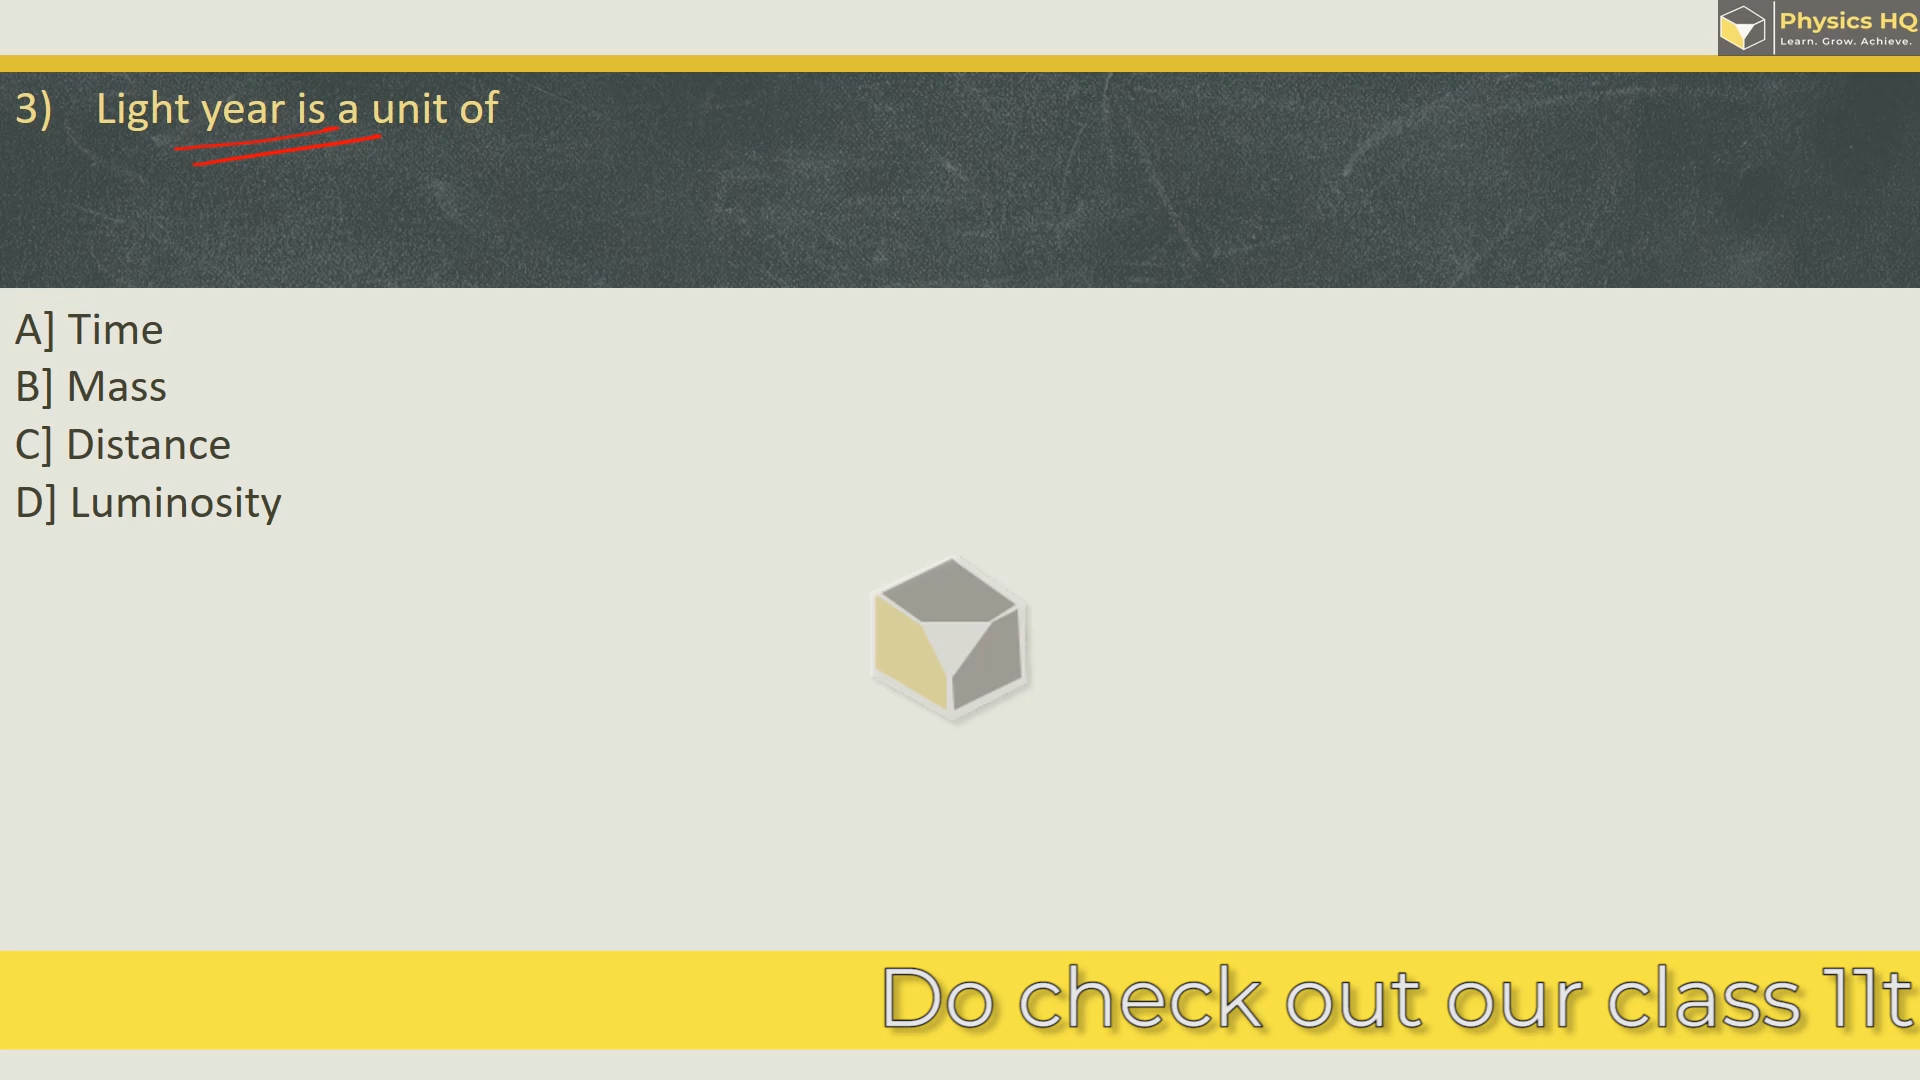 Physics HQ
Learn. Grow. Achieve.
3) Light year is a unit of
A] Time
B] Mass
C] Distance
D] Luminosity
Do check out our class 11t